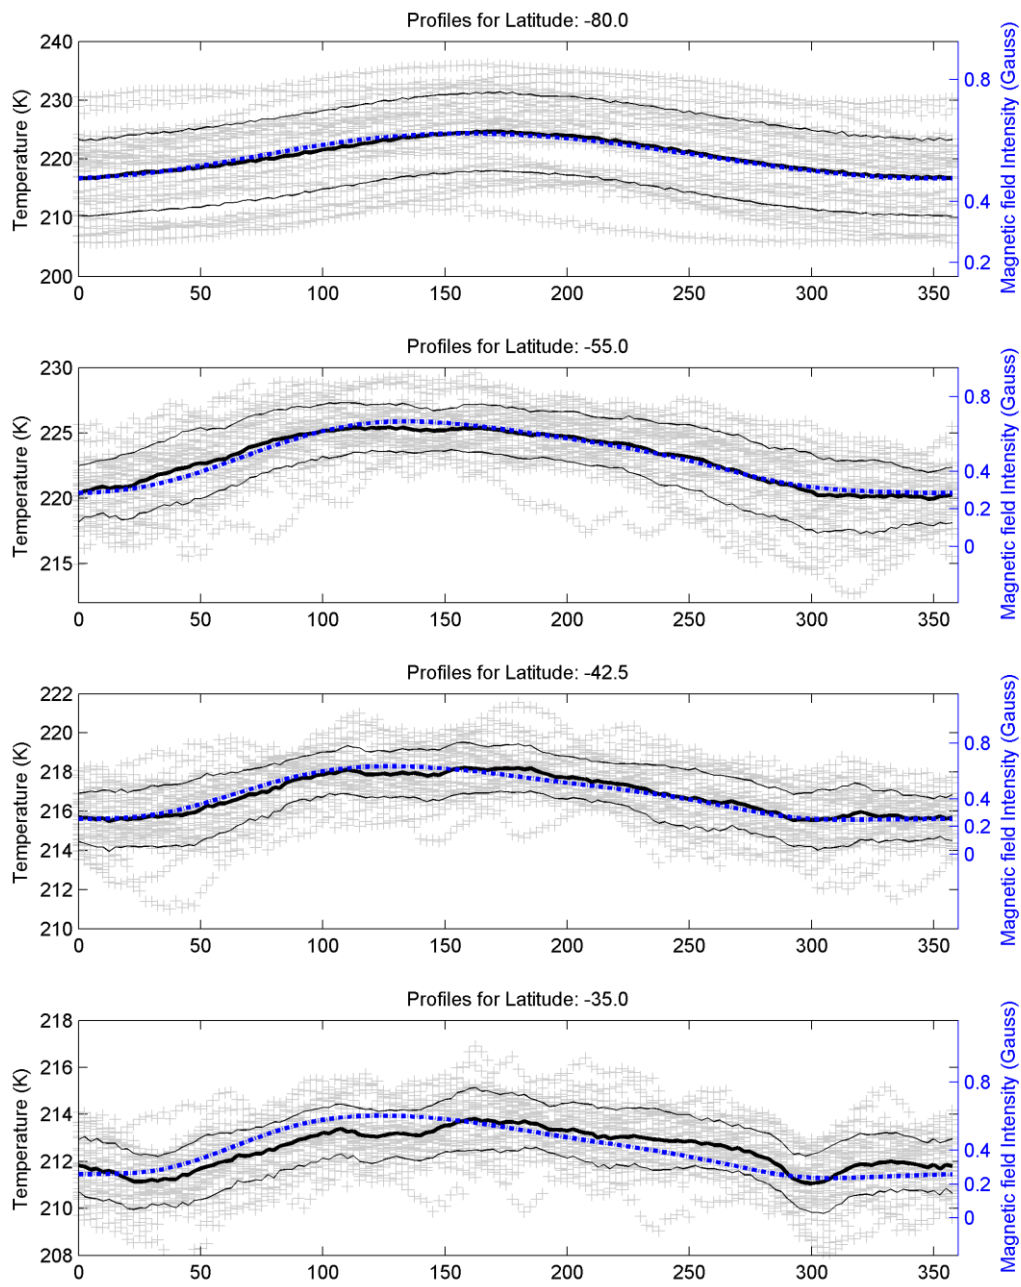 Profiles for Latitude: -80.0
240
230
220
210
200
Temperature (K)
0.8
0.4
0.2
Magnetic field Intensity (Gauss)
0 50 100 150 200 250 300 350
Profiles for Latitude: -55.0
230
225
220
215
Temperature (K)
0.8
0.4
0.2
0
Magnetic field Intensity (Gauss)
0 50 100 150 200 250 300 350
Profiles for Latitude: -42.5
222
220
218
216
214
212
210
Temperature (K)
0.8
0.4
0.2
0
Magnetic field Intensity (Gauss)
0 50 100 150 200 250 300 350
Profiles for Latitude: -35.0
218
216
214
212
210
208
Temperature (K)
0.8
0.4
0.2
0
Magnetic field Intensity (Gauss)
0 50 100 150 200 250 300 350